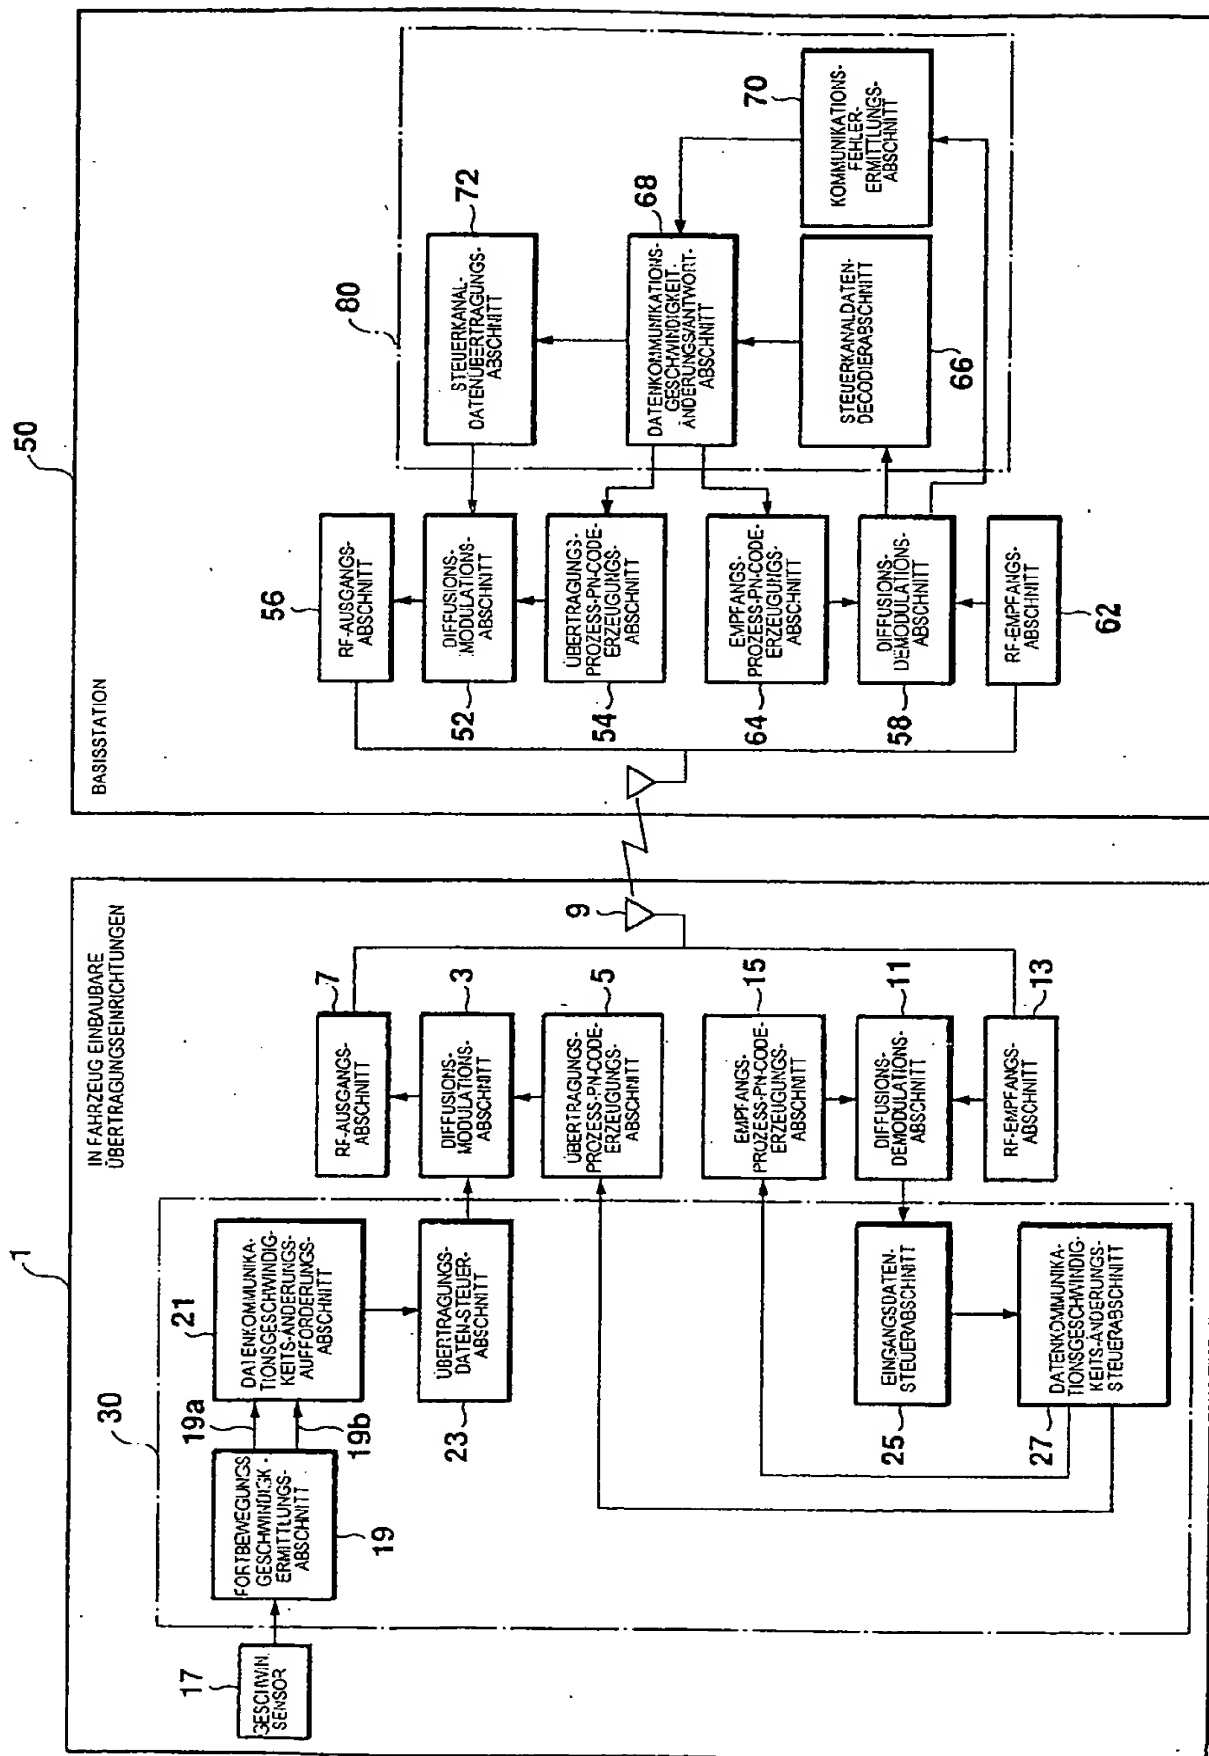 1
IN FAHRZEUG EINBAUBARE
ÜBERTRAGUNGSEINRICHTUNGEN
17
GESCHWIN.
SENSOR
30
19
FORTBEWEGUNGS
GESCHWINDIGK-
ERMITTLUNGS-
ABSCHNITT
19a
19b
21
DATENKOMMUNIKA-
TIONSGESCHWINDIG-
KEITS-ÄNDERUNGS-
AUFFORDERUNGS-
ABSCHNITT
23
ÜBERTRAGUNGS-
DATEN-STEUER-
ABSCHNITT
25
EINGANGSDATEN-
STEUERABSCHNITT
27
DATENKOMMUNIKA-
TIONSGESCHWINDIG-
KEITS-ÄNDERUNGS-
STEUERABSCHNITT
7
RF-AUSGANGS-
ABSCHNITT
3
DIFFUSIONS-
MODULATIONS-
ABSCHNITT
5
ÜBERTRAGUNGS-
PROZESS-PN-CODE-
ERZEUGUNGS-
ABSCHNITT
15
EMPFANGS-
PROZESS-PN-CODE-
ERZEUGUNGS-
ABSCHNITT
11
DIFFUSIONS-
DEMODULATIONS-
ABSCHNITT
13
RF-EMPFANGS-
ABSCHNITT
9
50
BASISSTATION
56
RF-AUSGANGS-
ABSCHNITT
52
DIFFUSIONS-
MODULATIONS-
ABSCHNITT
54
ÜBERTRAGUNGS-
PROZESS-PN-CODE-
ERZEUGUNGS-
ABSCHNITT
64
EMPFANGS-
PROZESS-PN-CODE-
ERZEUGUNGS-
ABSCHNITT
58
DIFFUSIONS-
DEMODULATIONS-
ABSCHNITT
62
RF-EMPFANGS-
ABSCHNITT
80
72
STEUERKANAL-
DATENÜBERTRAGUNGS-
ABSCHNITT
68
DATENKOMMUNIKATIONS-
GESCHWINDIGKEIT-
ÄNDERUNGS/ANTWORT-
ABSCHNITT
66
STEUERKANALDATEN-
DECODIERABSCHNITT
70
KOMMUNIKATIONS-
FEHLER-
ERMITTLUNGS-
ABSCHNITT